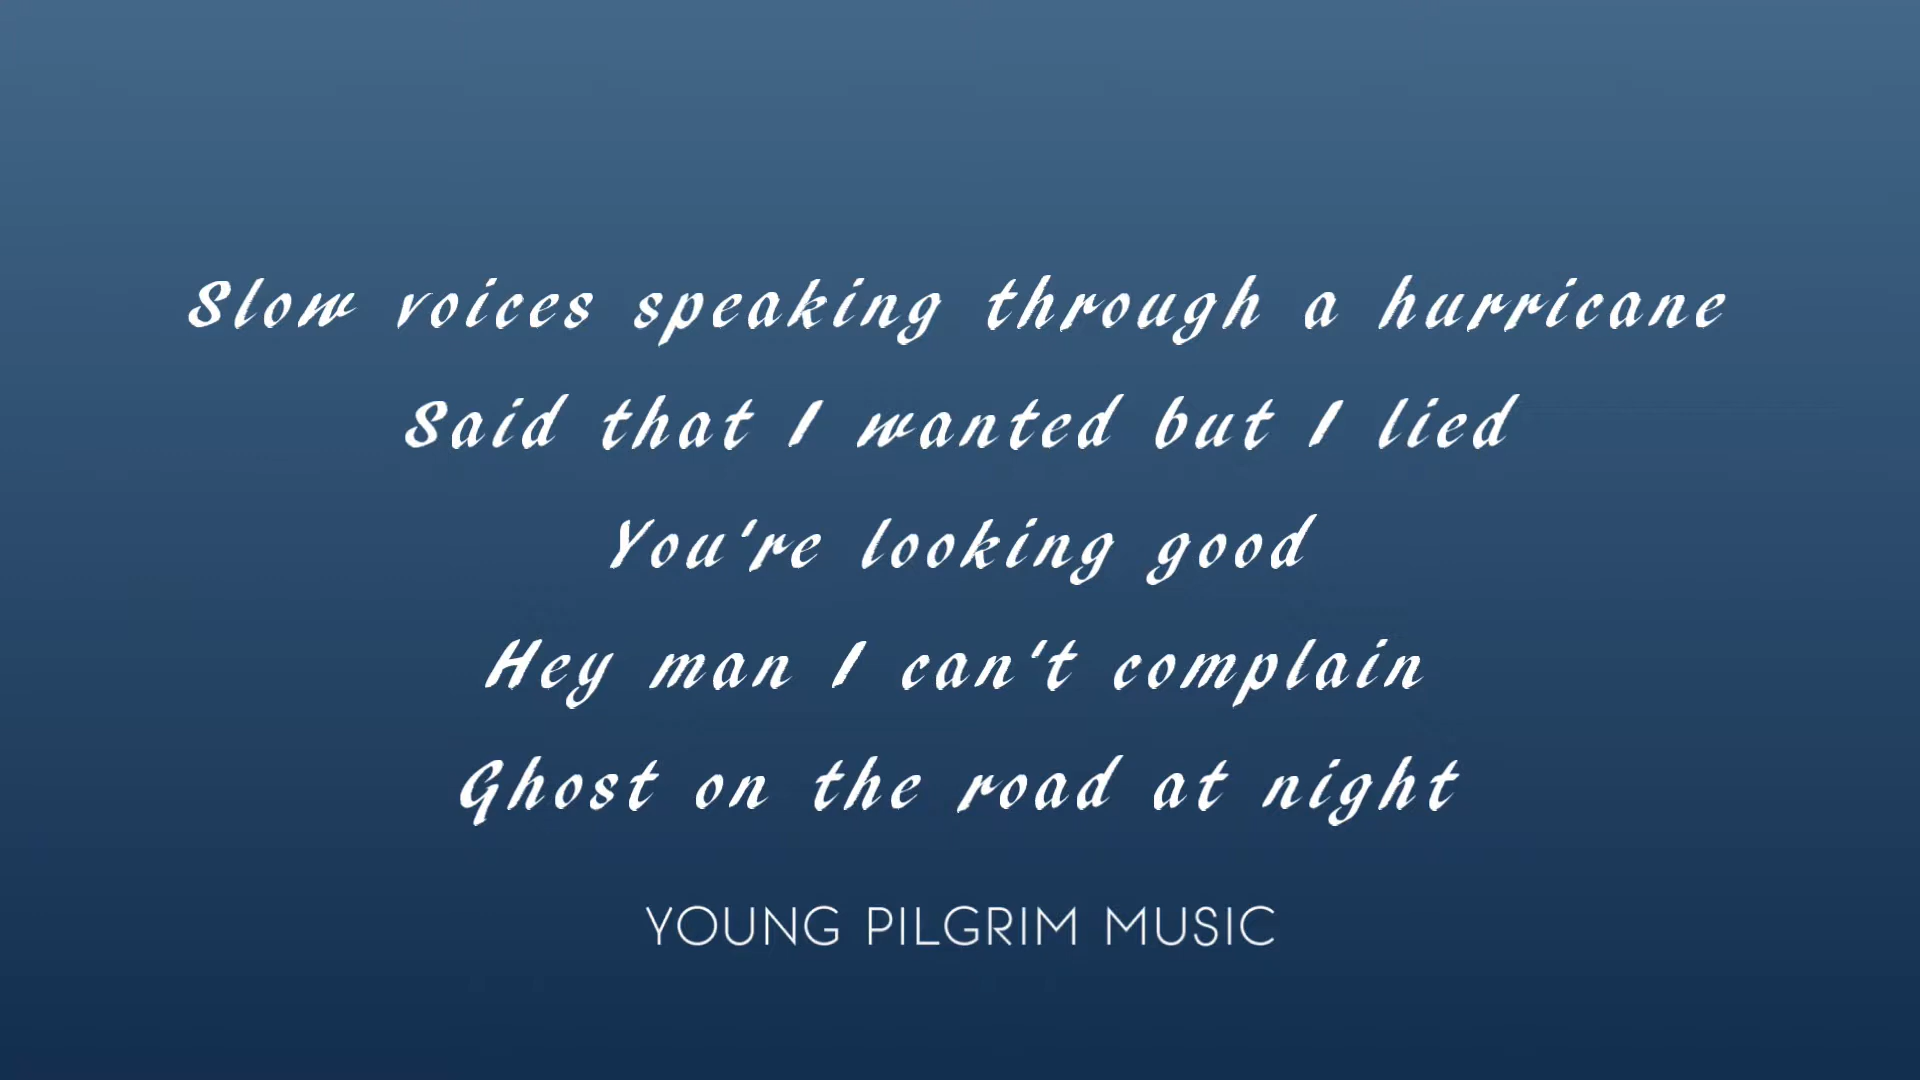 Slow voices speaking through a hurricane
Said that I wanted but I lied
You're looking good
Hey man I can't complain
Ghost on the road at night
YOUNG PILGRIM MUSIC